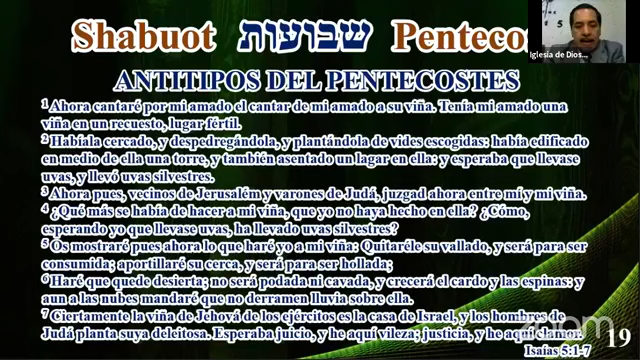 Shabuot שבועות Pentecos
Iglesia de Dios...
5
ANTITIPOS DEL PENTECOSTES
1 Ahora cantaré por mi amado el cantar de mi amado a su viña. Tenía mi amado una
viña en un recuesto, lugar fértil.
2 Habíala cercado, y despedregándola, y plantándola de vides escogidas: había edificado
en medio de ella una torre, y también asentado un lagar en ella: y esperaba que llevase
uvas, y llevó uvas silvestres.
3 Ahora pues, vecinos de Jerusalém y varones de Judá, juzgad ahora entre mí y mi viña.
4 ¿Qué más se había de hacer a mi viña, que yo no haya hecho en ella? ¿Cómo,
esperando yo que llevase uvas, ha llevado uvas silvestres?
5 Os mostraré pues ahora lo que haré yo a mi viña: Quitaréle su vallado, y será para ser
consumida; aportillaré su cerca, y será para ser hollada;
6 Haré que quede desierta; no será podada ni cavada, y crecerá el cardo y las espinas: y
aun a las nubes mandaré que no derramen lluvia sobre ella.
7 Ciertamente la viña de Jehová de los ejércitos es la casa de Israel, y los hombres de
Judá planta suya deleitosa. Esperaba juicio, y he aquí vileza; justicia, y he aquí clamor.
Isaías 5:1-7
zoom
19